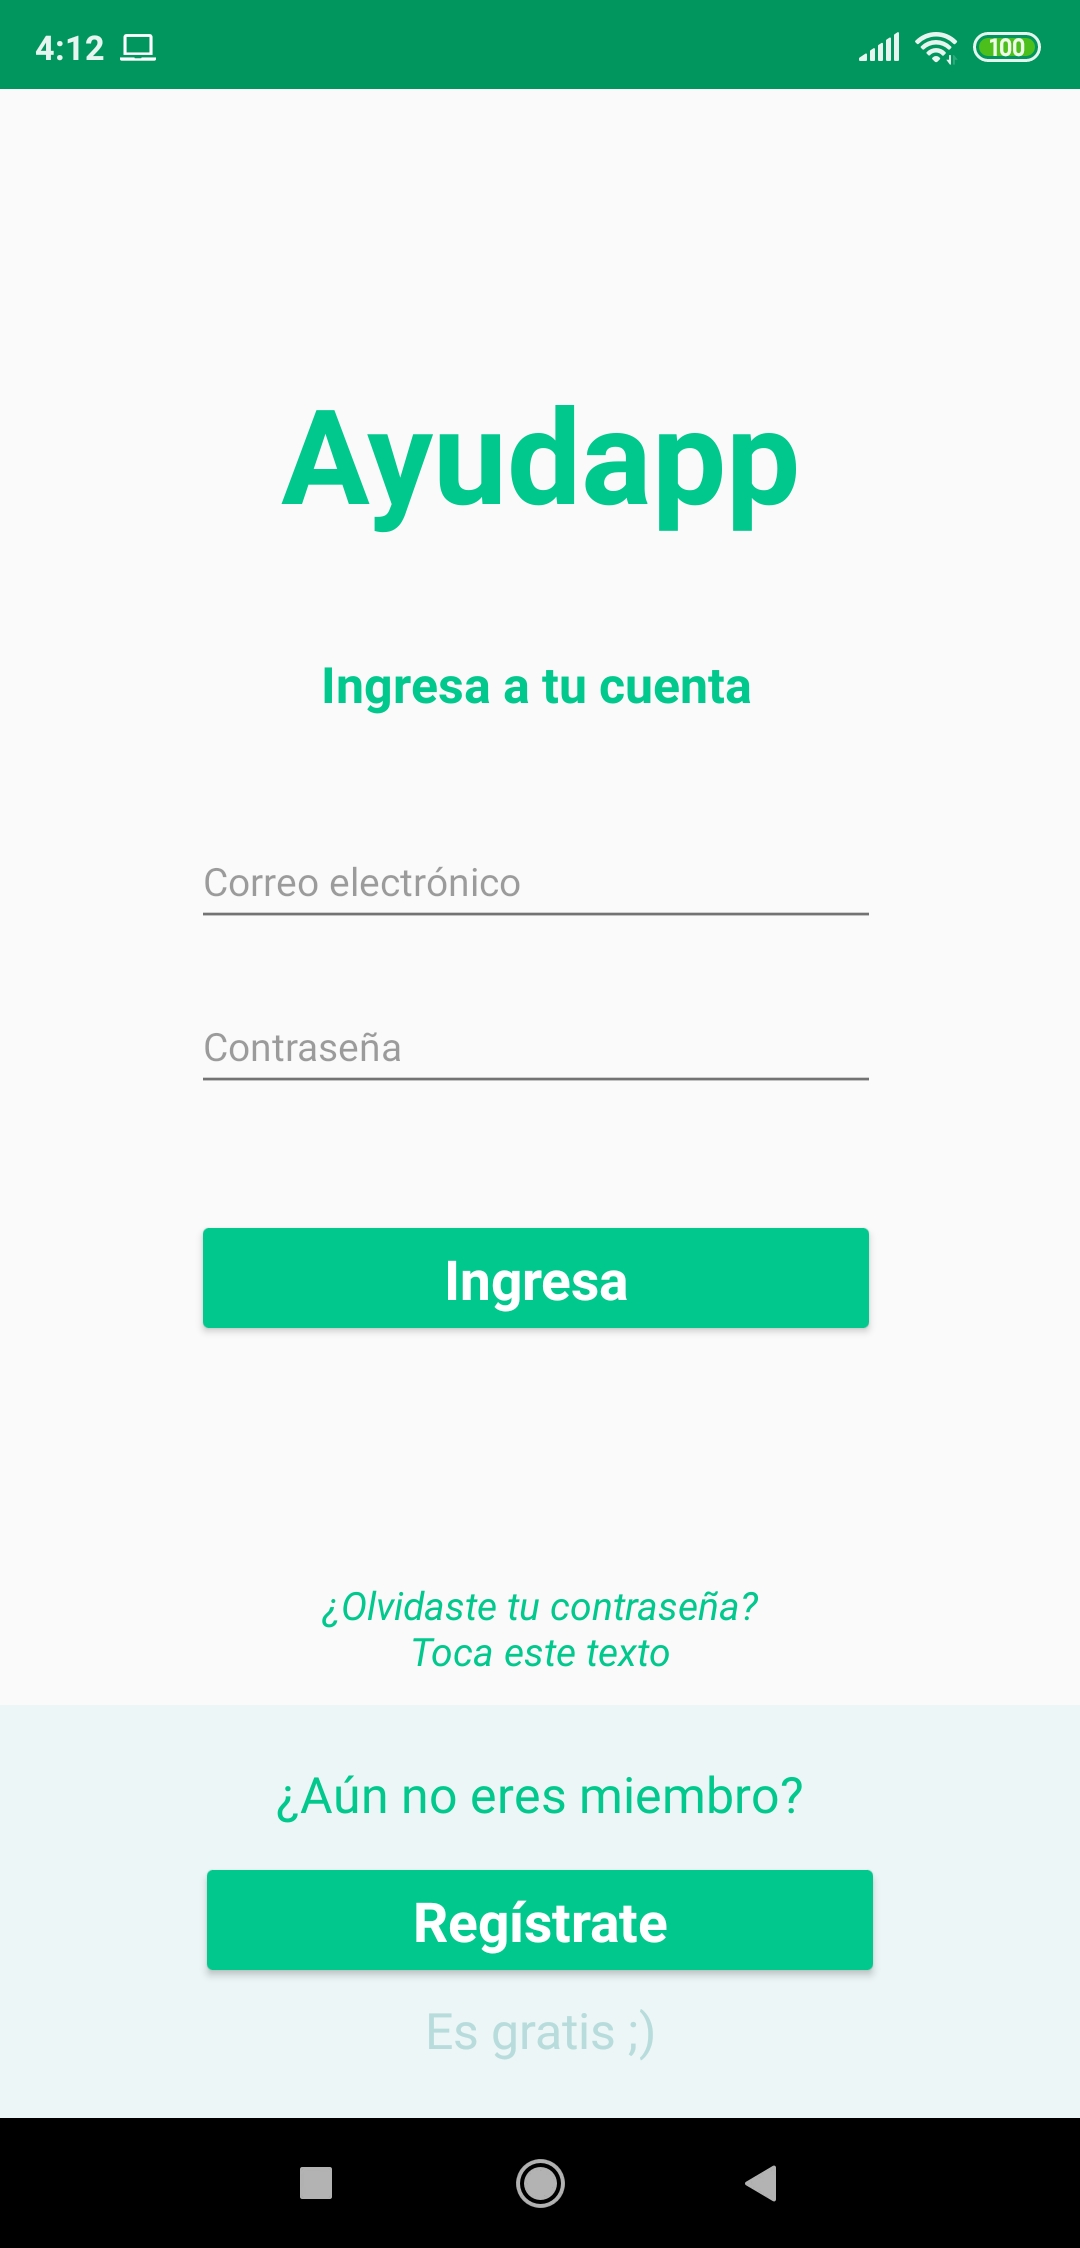 4:12
100
Ayudapp
Ingresa a tu cuenta
Correo electrónico
Contraseña
Ingresa
¿Olvidaste tu contraseña?
Toca este texto
¿Aún no eres miembro?
Regístrate
Es gratis ;)